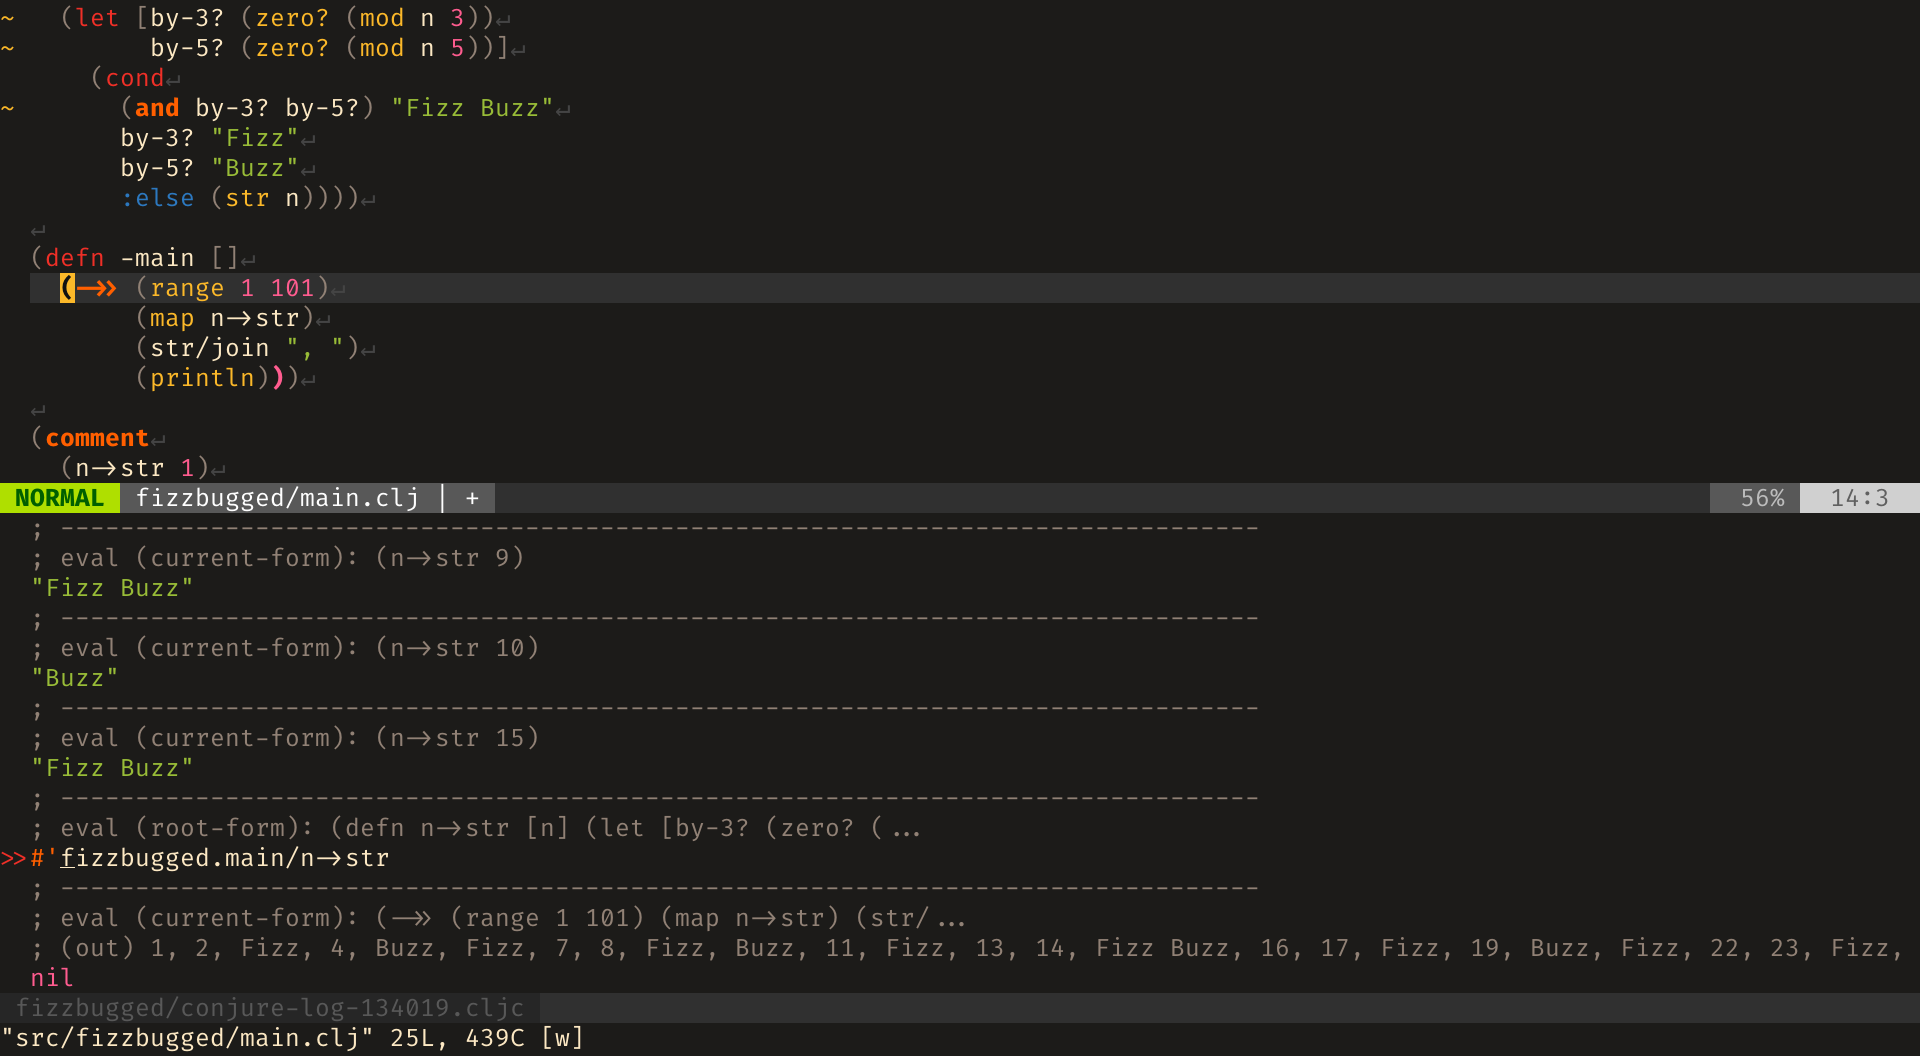 ~   (let [by-3? (zero? (mod n 3))↵
~         by-5? (zero? (mod n 5))]↵
      (cond↵
~       (and by-3? by-5?) "Fizz Buzz"↵
        by-3? "Fizz"↵
        by-5? "Buzz"↵
        :else (str n))))↵
  ↵
  (defn -main []↵
    (->> (range 1 101)↵
         (map n->str)↵
         (str/join ", ")↵
         (println)))↵
  ↵
  (comment↵
    (n->str 1)↵
 NORMAL  fizzbugged/main.clj | +  56%  14:3
  ; --------------------------------------------------------------------------------
  ; eval (current-form): (n->str 9)
  "Fizz Buzz"
  ; --------------------------------------------------------------------------------
  ; eval (current-form): (n->str 10)
  "Buzz"
  ; --------------------------------------------------------------------------------
  ; eval (current-form): (n->str 15)
  "Fizz Buzz"
  ; --------------------------------------------------------------------------------
  ; eval (root-form): (defn n->str [n] (let [by-3? (zero? (...
>>#'fizzbugged.main/n->str
  ; --------------------------------------------------------------------------------
  ; eval (current-form): (->> (range 1 101) (map n->str) (str/...
  ; (out) 1, 2, Fizz, 4, Buzz, Fizz, 7, 8, Fizz, Buzz, 11, Fizz, 13, 14, Fizz Buzz, 16, 17, Fizz, 19, Buzz, Fizz, 22, 23, Fizz,
  nil
 fizzbugged/conjure-log-134019.cljc
"src/fizzbugged/main.clj" 25L, 439C [w]